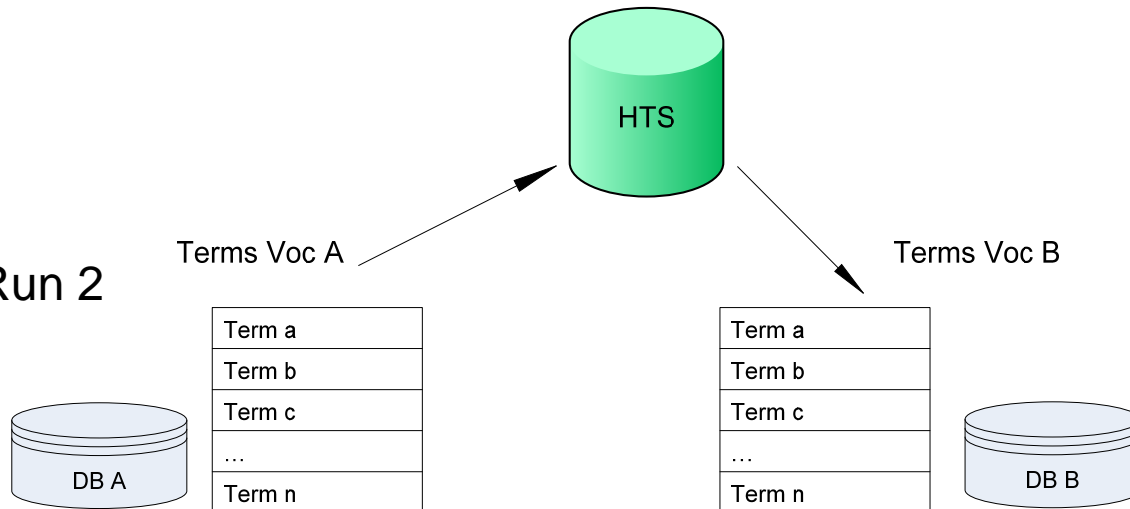 HTS
Terms Voc A
Terms Voc B
Run 2
Term a
Term b
Term c
...
Term n
DB A
Term a
Term b
Term c
...
Term n
DB B